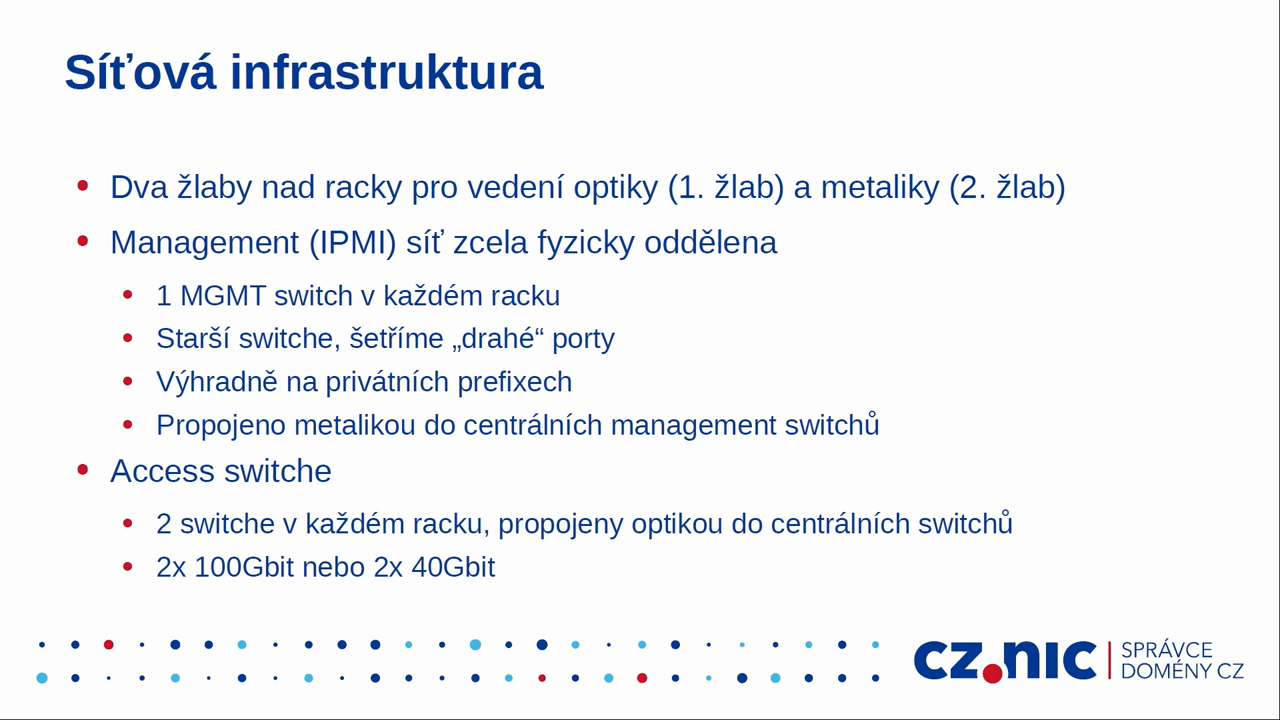 Síťová infrastruktura
Dva žlaby nad racky pro vedení optiky (1. žlab) a metaliky (2. žlab)
Management (IPMI) síť zcela fyzicky oddělena
1 MGMT switch v každém racku
Starší switche, šetříme „drahé“ porty
Výhradně na privátních prefixech
Propojeno metalikou do centrálních management switchů
Access switche
2 switche v každém racku, propojeny optikou do centrálních switchů
2x 100Gbit nebo 2x 40Gbit
cz.nic
SPRÁVCE
DOMÉNY CZ